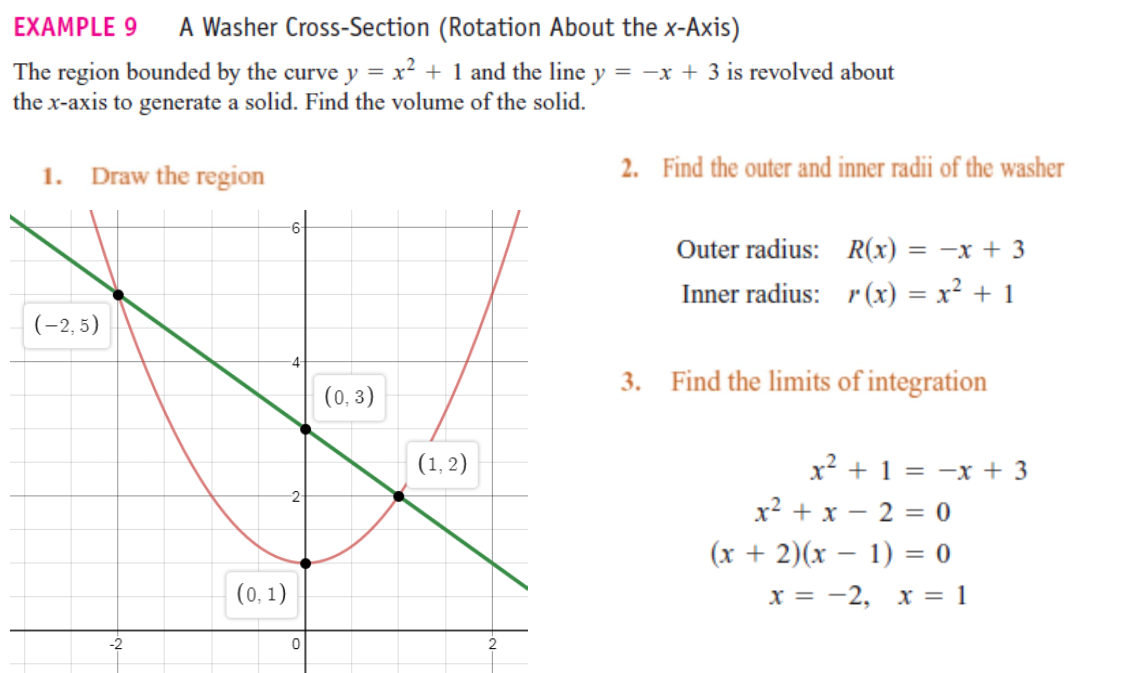 EXAMPLE 9 A Washer Cross-Section (Rotation About the x-Axis)
The region bounded by the curve y = x² + 1 and the line y = −x + 3 is revolved about
the x-axis to generate a solid. Find the volume of the solid.
1. Draw the region
6
(−2, 5)
4
(0, 3)
(1, 2)
2
(0, 1)
-2
0
2
2. Find the outer and inner radii of the washer
Outer radius: R(x) = −x + 3
Inner radius: r(x) = x² + 1
3. Find the limits of integration
x² + 1 = −x + 3
x² + x − 2 = 0
(x + 2)(x − 1) = 0
x = −2, x = 1